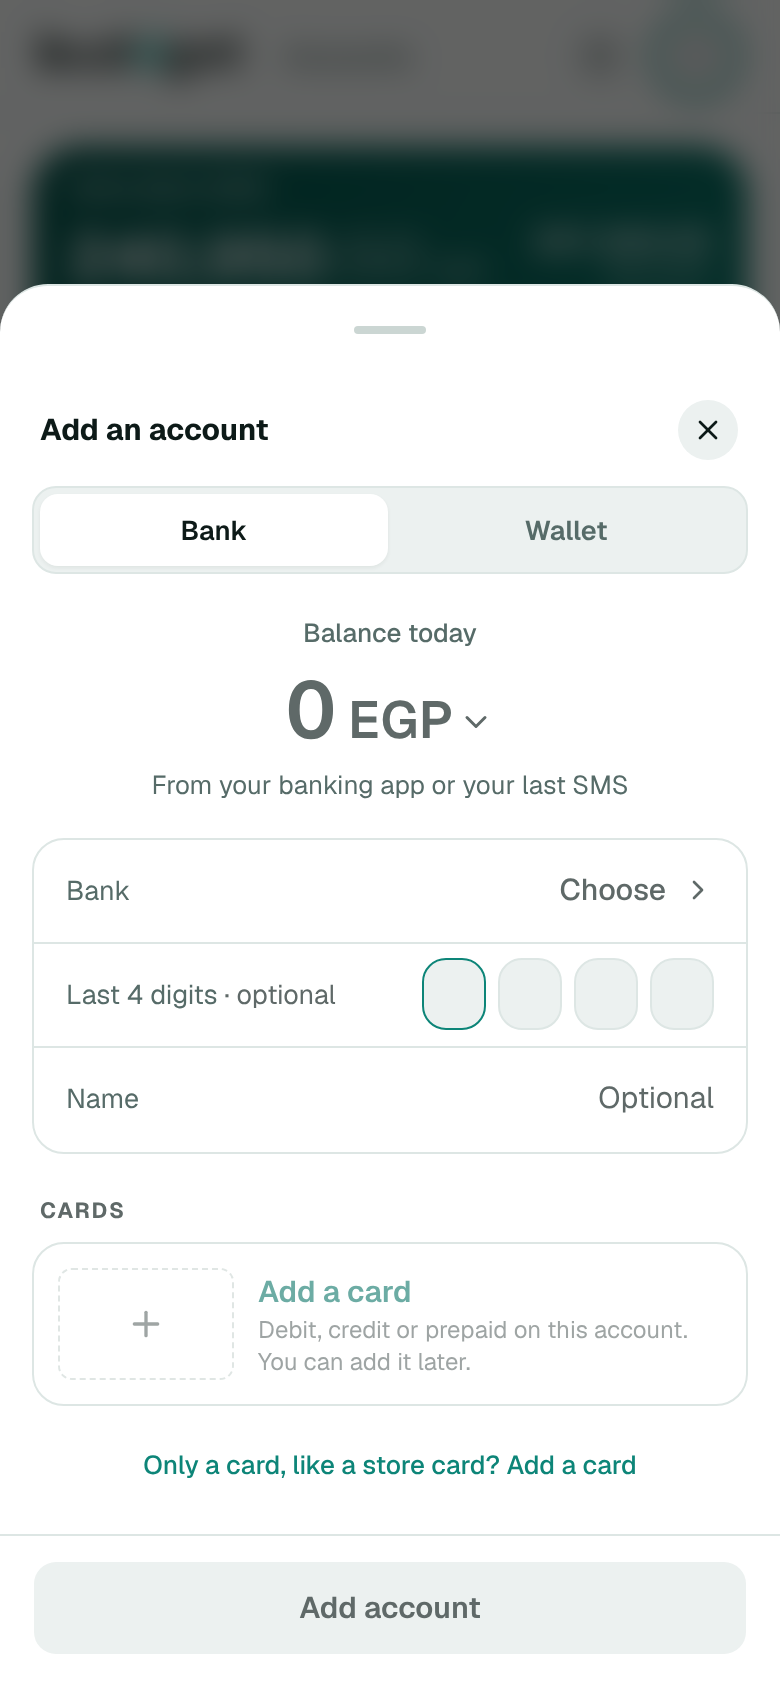 Add an account
Bank
Wallet
Balance today
0 EGP
From your banking app or your last SMS
Bank
Choose
Last 4 digits · optional
Name
Optional
CARDS
Add a card
Debit, credit or prepaid on this account.
You can add it later.
Only a card, like a store card? Add a card
Add account